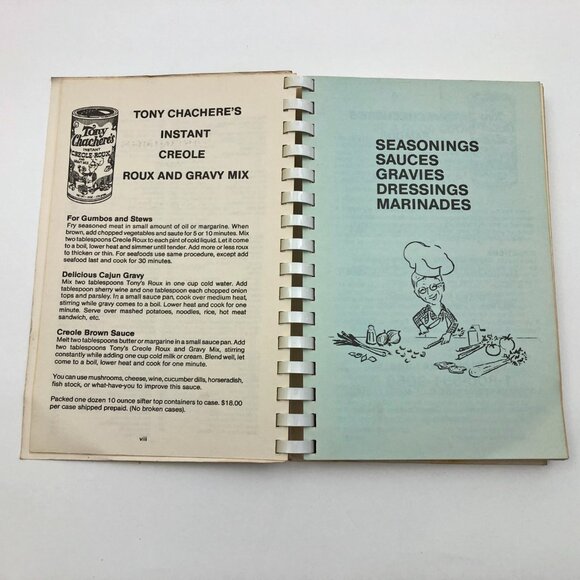 Tony
Chachere's
INSTANT
CREOLE ROUX
TONY CHACHERE'S
INSTANT
CREOLE
ROUX AND GRAVY MIX
For Gumbos and Stews
Fry seasoned meat in small amount of oil or margarine. When
brown, add chopped vegetables and saute for 5 or 10 minutes. Mix
two tablespoons Creole Roux to each pint of cold liquid. Let it come
to a boil, lower heat and simmer until tender. Add more or less roux
to thicken or thin. For seafoods use same procedure, except add
seafood last and cook for 30 minutes.
Delicious Cajun Gravy
Mix two tablespoons Tony's Roux in one cup cold water. Add
tablespoon sherry wine and one tablespoon each chopped onion
tops and parsley. In a small sauce pan, cook over medium heat,
stirring while gravy comes to a boil. Lower heat and cook for one
minute. Serve over mashed potatoes, noodles, rice, hot meat
sandwich, etc.
Creole Brown Sauce
Melt two tablespoons butter or margarine in a small sauce pan. Add
two tablespoons Tony's Creole Roux and Gravy Mix, stirring
constantly while adding one cup cold milk or cream. Blend well, let
come to a boil, lower heat and cook for one minute.
You can use mushrooms, cheese, wine, cucumber dills, horseradish,
fish stock, or what-have-you to improve this sauce.
Packed one dozen 10 ounce sifter top containers to case. $18.00
per case shipped prepaid. (No broken cases).
viii
SEASONINGS
SAUCES
GRAVIES
DRESSINGS
MARINADES